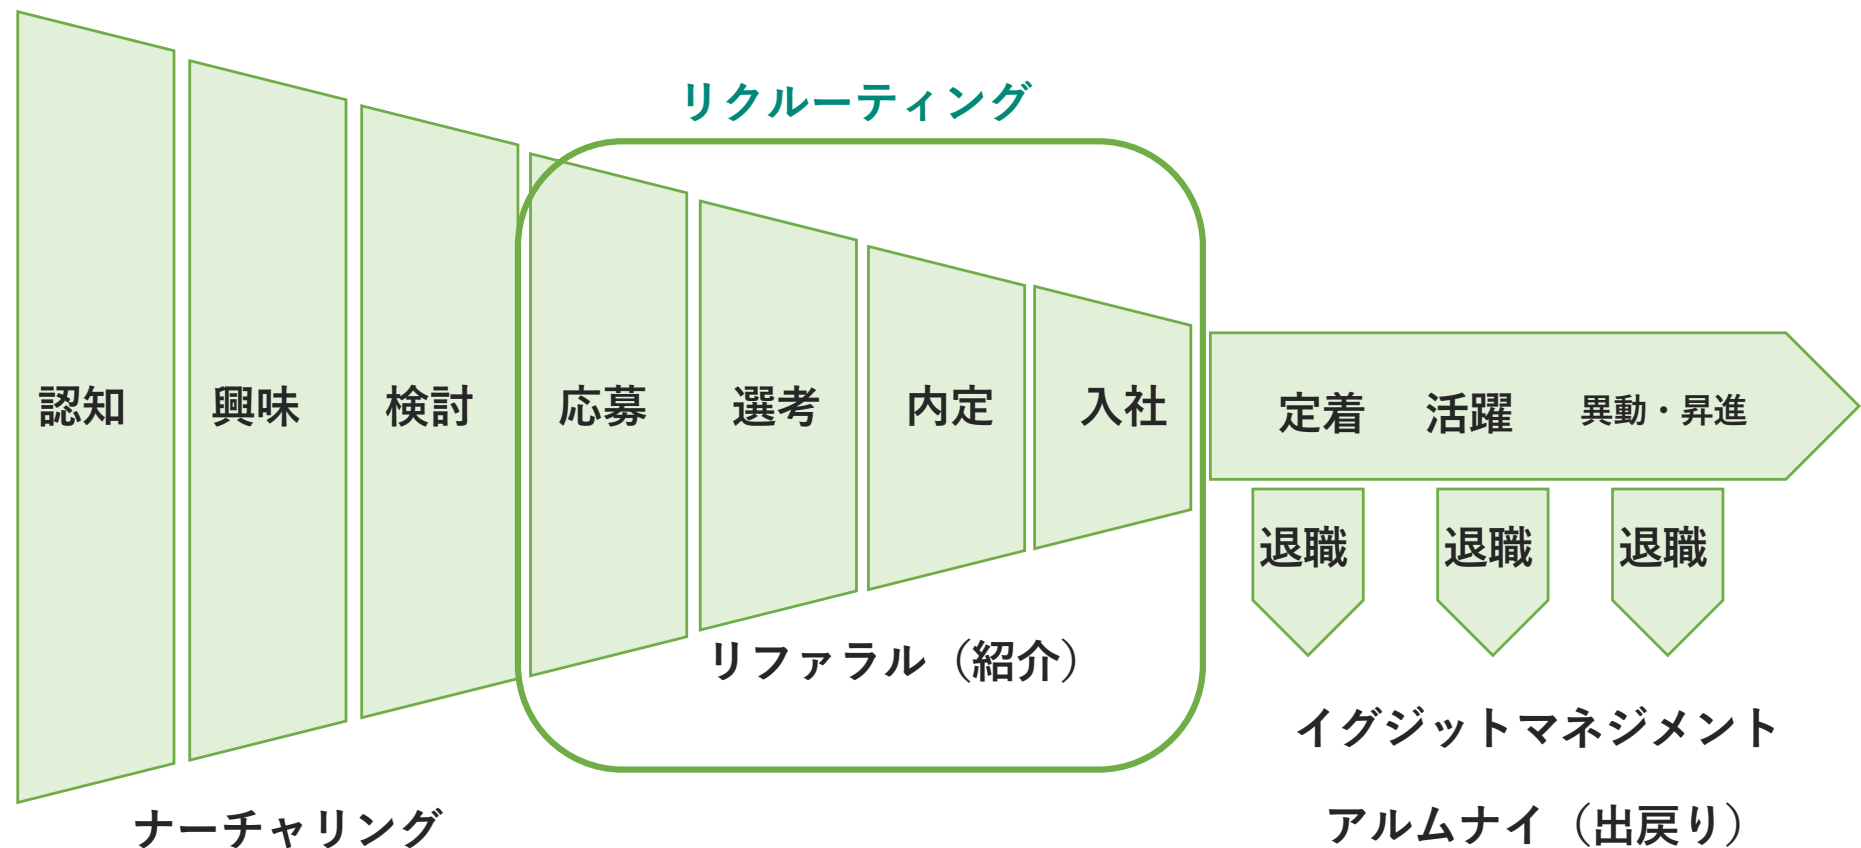 リクルーティング
認知
興味
検討
応募
選考
内定
入社
定着
活躍
異動・昇進
退職
退職
退職
リファラル（紹介）
イグジットマネジメント
ナーチャリング
アルムナイ（出戻り）